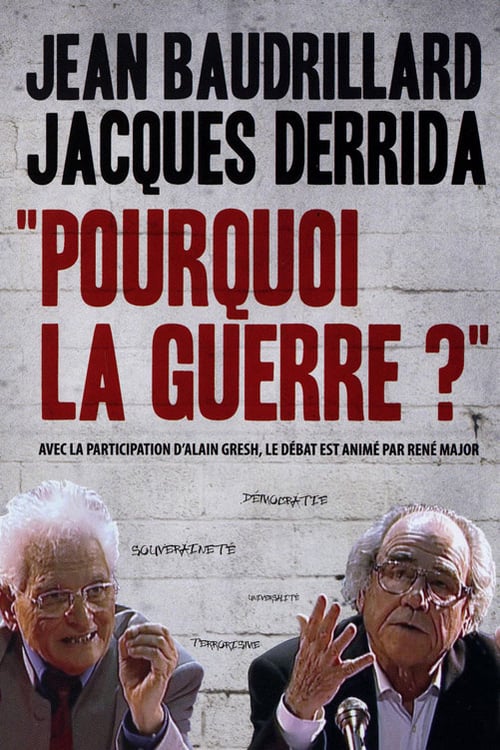 JEAN BAUDRILLARD
JACQUES DERRIDA
"POURQUOI
LA GUERRE ?"
AVEC LA PARTICIPATION D'ALAIN GRESH, LE DÉBAT EST ANIMÉ PAR RENÉ MAJOR
DÉMOCRATIE
SOUVERAINETÉ
UNIVERSALITÉ
TERRORISME